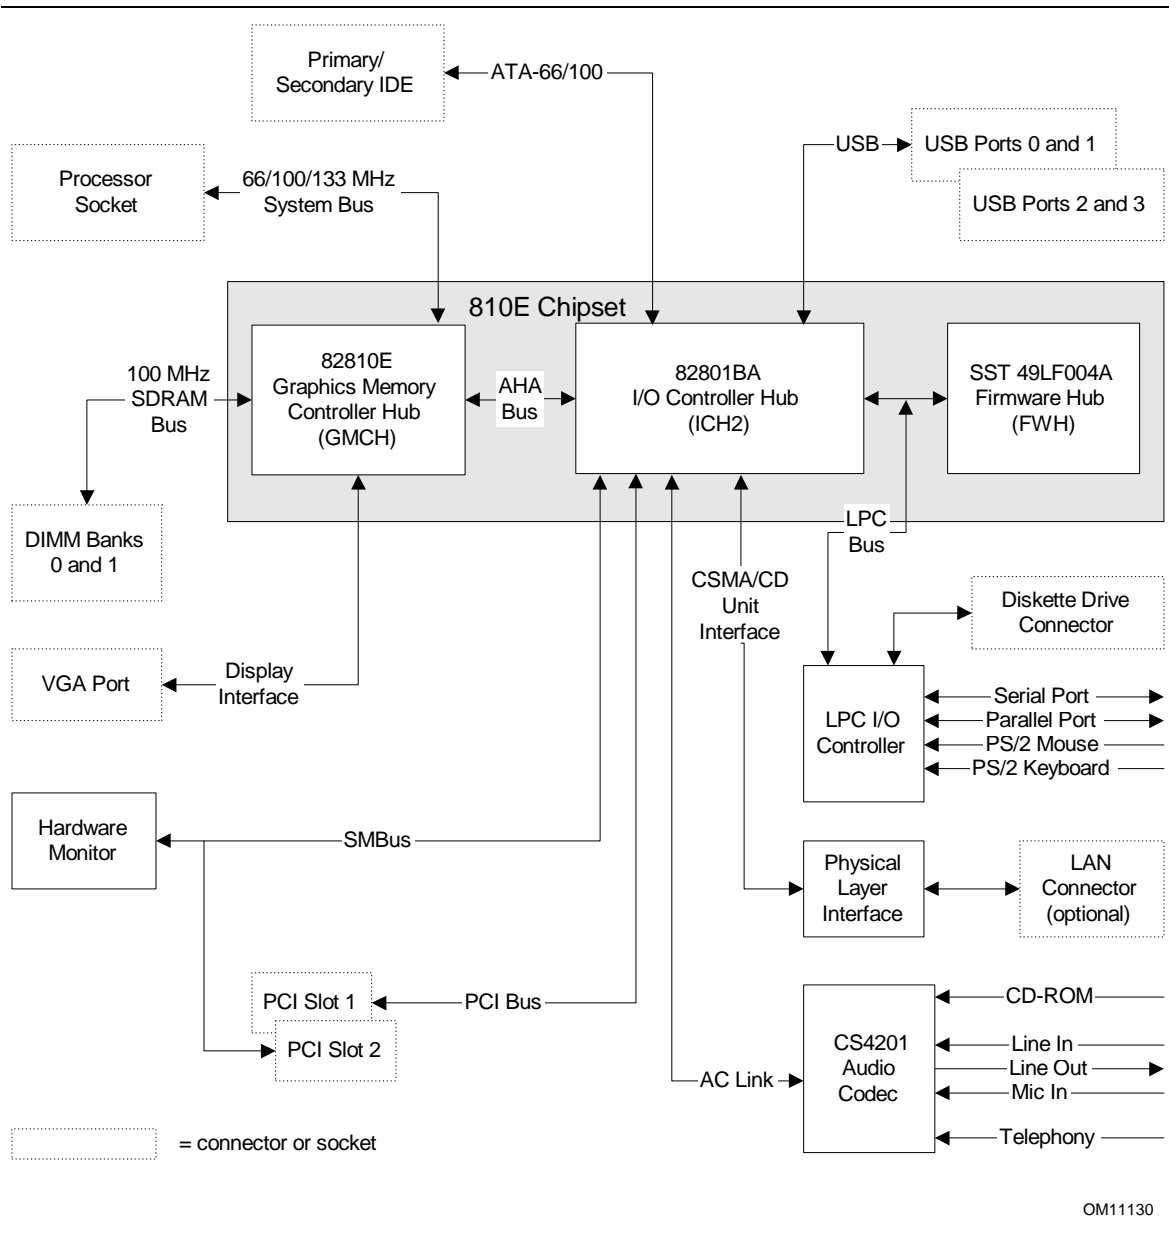 Primary/
Secondary IDE
ATA-66/100
USB
USB Ports 0 and 1
USB Ports 2 and 3
Processor
Socket
66/100/133 MHz
System Bus
810E Chipset
82810E
Graphics Memory
Controller Hub
(GMCH)
AHA
Bus
82801BA
I/O Controller Hub
(ICH2)
SST 49LF004A
Firmware Hub
(FWH)
100 MHz
SDRAM
Bus
DIMM Banks
0 and 1
LPC
Bus
CSMA/CD
Unit
Interface
Diskette Drive
Connector
VGA Port
Display
Interface
LPC I/O
Controller
Serial Port
Parallel Port
PS/2 Mouse
PS/2 Keyboard
Hardware
Monitor
SMBus
Physical
Layer
Interface
LAN
Connector
(optional)
PCI Slot 1
PCI Bus
PCI Slot 2
CS4201
Audio
Codec
AC Link
CD-ROM
Line In
Line Out
Mic In
Telephony
= connector or socket
OM11130